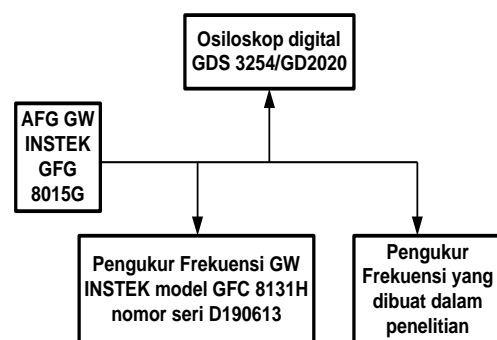 Osiloskop digital
GDS 3254/GD2020
AFG GW
INSTEK
GFG
8015G
Pengukur Frekuensi GW
INSTEK model GFC 8131H
nomor seri D190613
Pengukur
Frekuensi yang
dibuat dalam
penelitian